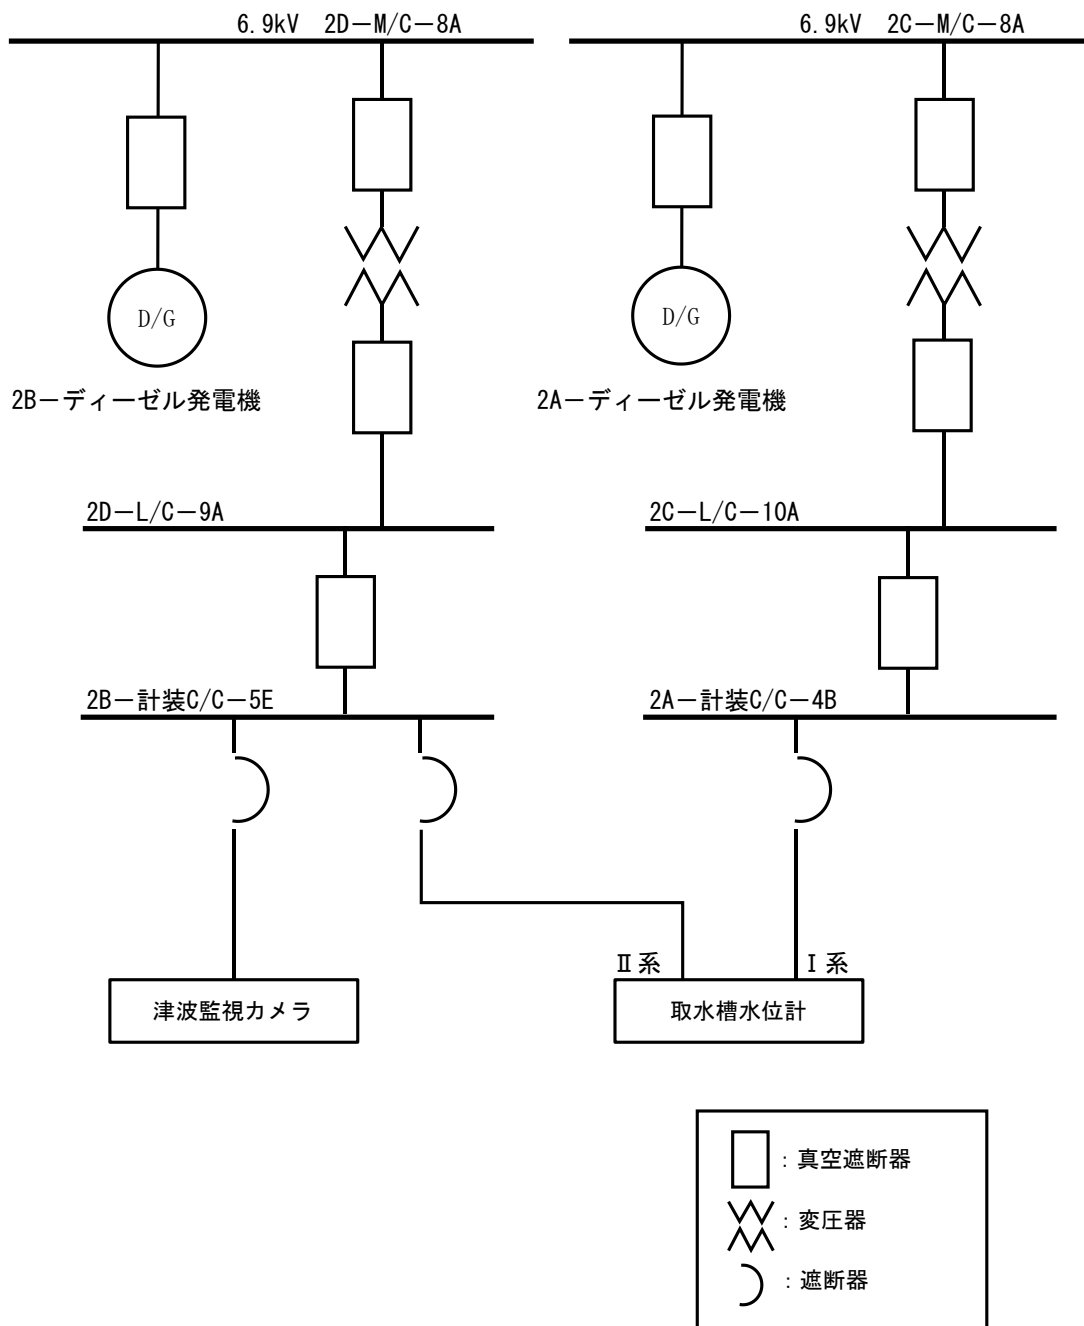 6.9kV 2D－M/C－8A
6.9kV 2C－M/C－8A
D/G
D/G
2B－ディーゼル発電機
2A－ディーゼル発電機
2D－L/C－9A
2C－L/C－10A
2B－計装C/C－5E
2A－計装C/C－4B
Ⅱ系
Ⅰ系
津波監視カメラ
取水槽水位計
：真空遮断器
：変圧器
：遮断器